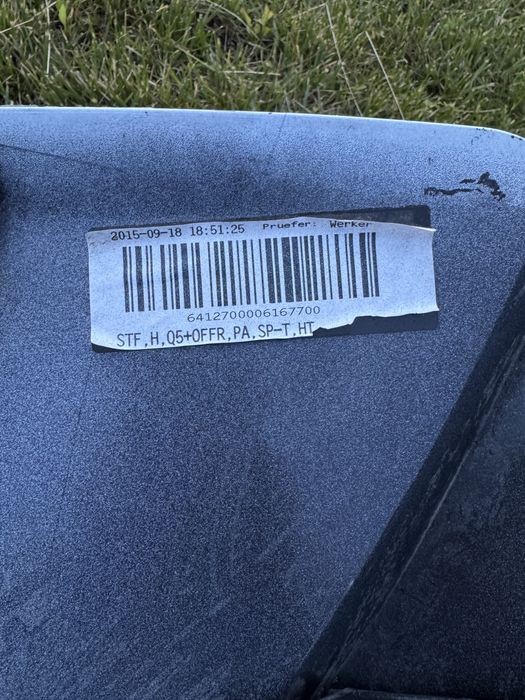 2015-09-18 18:51:25 Pruefer: Werker
6412700006167700
STF,H,Q5+OFFR,PA,SP-T,HT